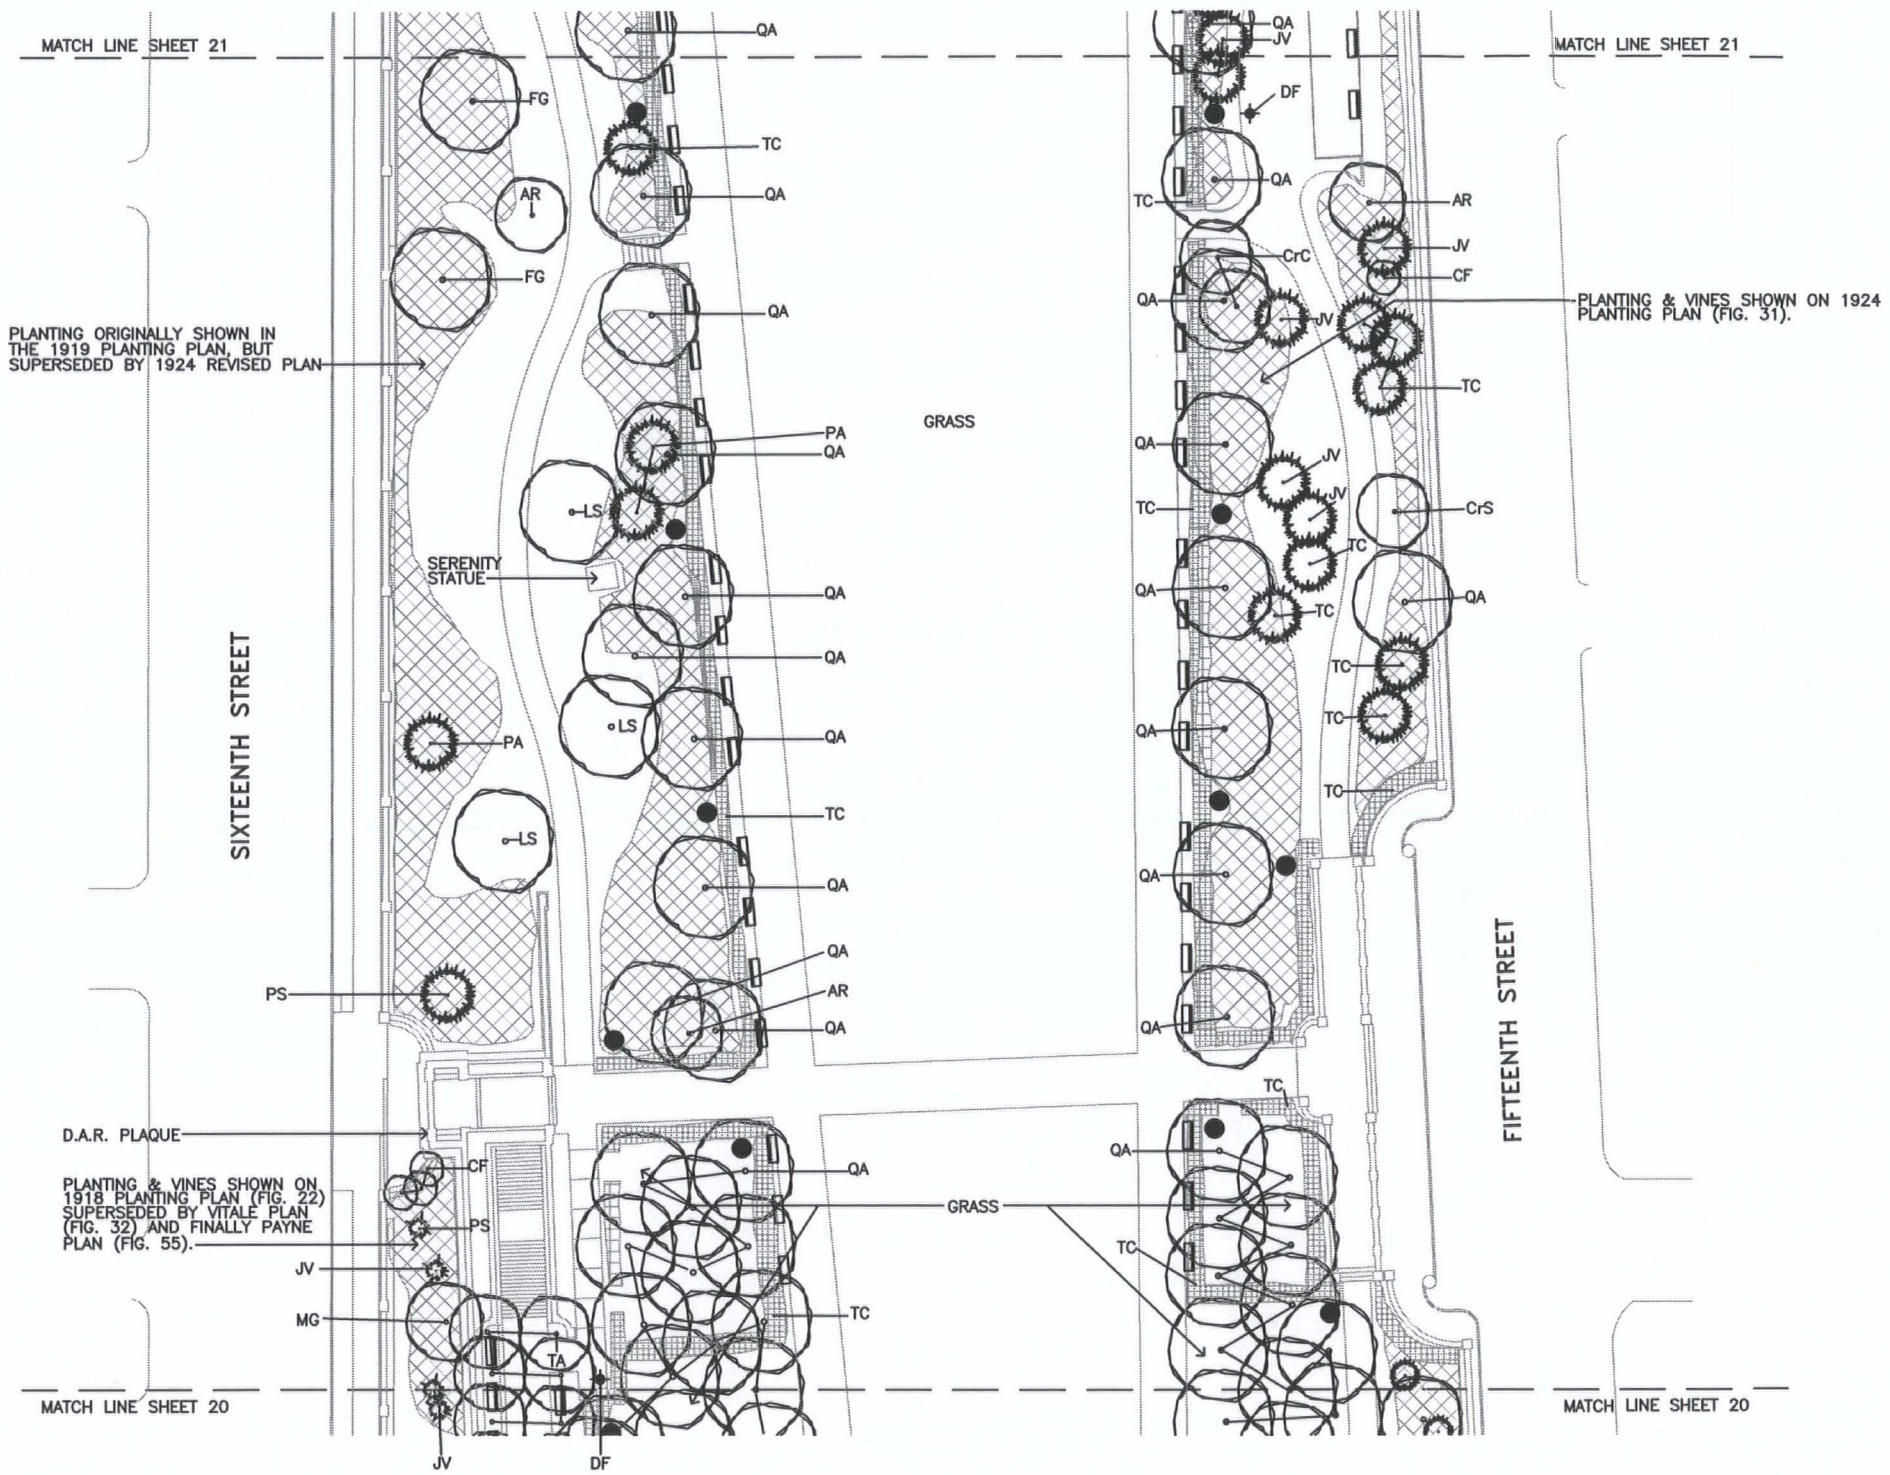 QA
QA
JV
MATCH LINE SHEET 21
MATCH LINE SHEET 21
FG
DF
TC
AR
QA
QA
TC
AR
JV
CrC
FG
CF
QA
QA
JV
PLANTING & VINES SHOWN ON 1924
PLANTING PLAN (FIG. 31).
PLANTING ORIGINALLY SHOWN IN
THE 1919 PLANTING PLAN, BUT
SUPERSEDED BY 1924 REVISED PLAN
TC
GRASS
PA
QA
QA
JV
JV
LS
TC
CrS
TC
SERENITY
STATUE
QA
QA
QA
TC
QA
TC
SIXTEENTH STREET
LS
TC
PA
QA
QA
TC
TC
LS
QA
QA
QA
PS
AR
QA
QA
FIFTEENTH STREET
TC
D.A.R. PLAQUE
QA
CF
QA
PLANTING & VINES SHOWN ON
1918 PLANTING PLAN (FIG. 22)
SUPERSEDED BY VITALE PLAN
(FIG. 32) AND FINALLY PAYNE
PLAN (FIG. 55).
GRASS
PS
TC
JV
MG
TC
TA
MATCH LINE SHEET 20
MATCH LINE SHEET 20
JV
DF